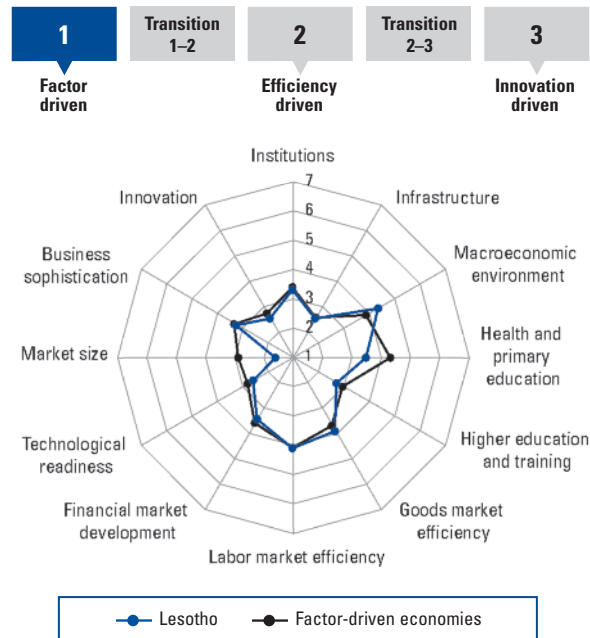 1
Transition
1–2
2
Transition
2–3
3
Factor
driven
Efficiency
driven
Innovation
driven
Institutions
7
Innovation
Infrastructure
6
5
Business
sophistication
Macroeconomic
environment
4
3
2
Market size
1
Health and
primary
education
Technological
readiness
Higher education
and training
Financial market
development
Goods market
efficiency
Labor market efficiency
Lesotho
Factor-driven economies